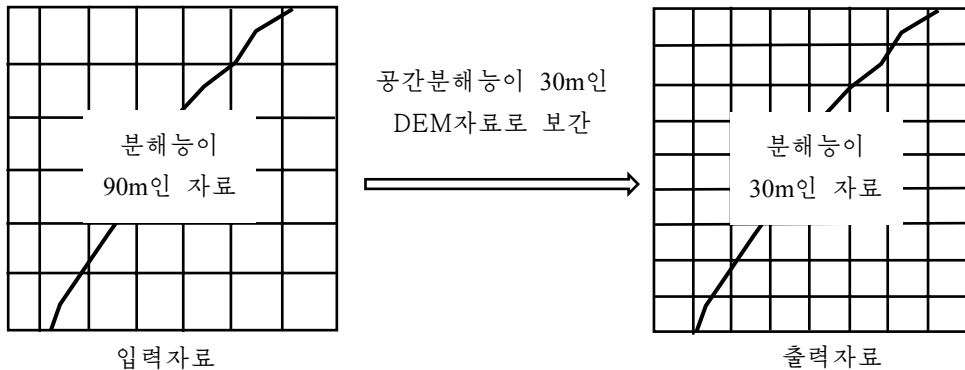 분해능이
90m인 자료
입력자료
공간분해능이 30m인
DEM자료로 보간
분해능이
30m인 자료
출력자료